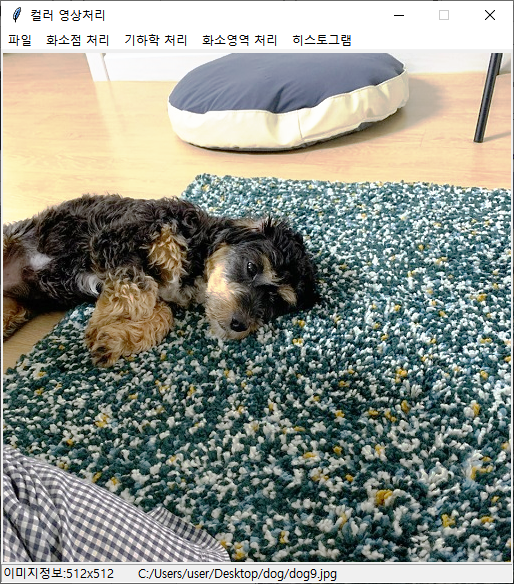 컬러 영상처리
파일 화소점 처리 기하학 처리 화소영역 처리 히스토그램
이미지정보:512x512 C:/Users/user/Desktop/dog/dog9.jpg